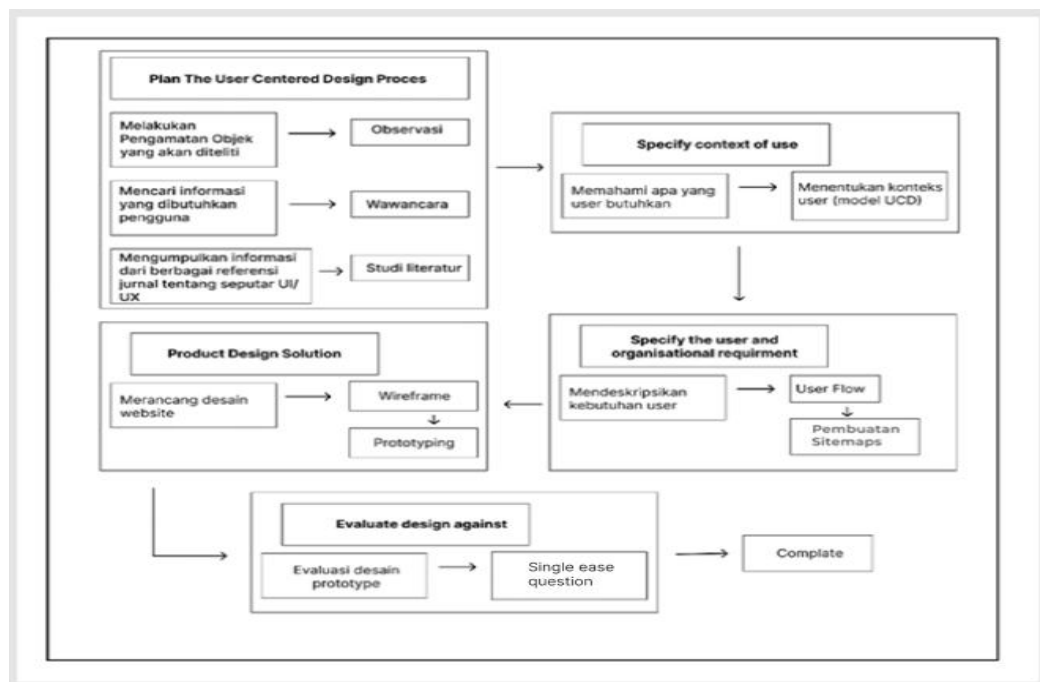 Plan The User Centered Design Proces
Melakukan
Pengamatan Objek
yang akan diteliti
Observasi
Mencari informasi
yang dibutuhkan
pengguna
Wawancara
Mengumpulkan informasi
dari berbagai referensi
jurnal tentang seputar UI/
UX
Studi literatur
Specify context of use
Memahami apa yang
user butuhkan
Menentukan konteks
user (model UCD)
Specify the user and
organisational requirment
Mendeskripsikan
kebutuhan user
User Flow
Pembuatan
Sitemaps
Product Design Solution
Merancang desain
website
Wireframe
Prototyping
Evaluate design against
Evaluasi desain
prototype
Single ease
question
Complate